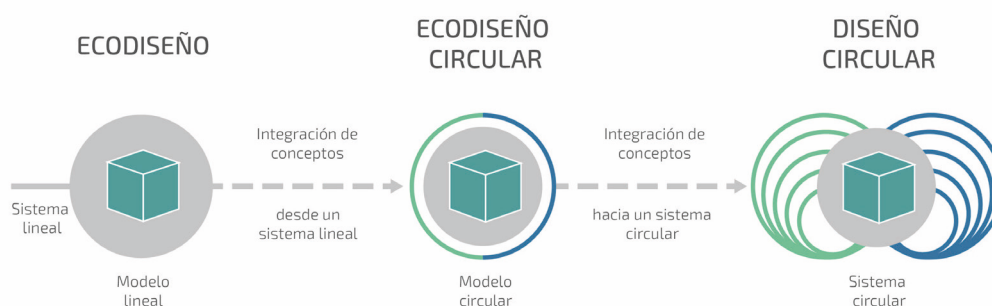 ECODISEÑO
ECODISEÑO
CIRCULAR
DISEÑO
CIRCULAR
Sistema
lineal
Integración de
conceptos
desde un
sistema lineal
Integración de
conceptos
hacia un sistema
circular
Modelo
lineal
Modelo
circular
Sistema
circular